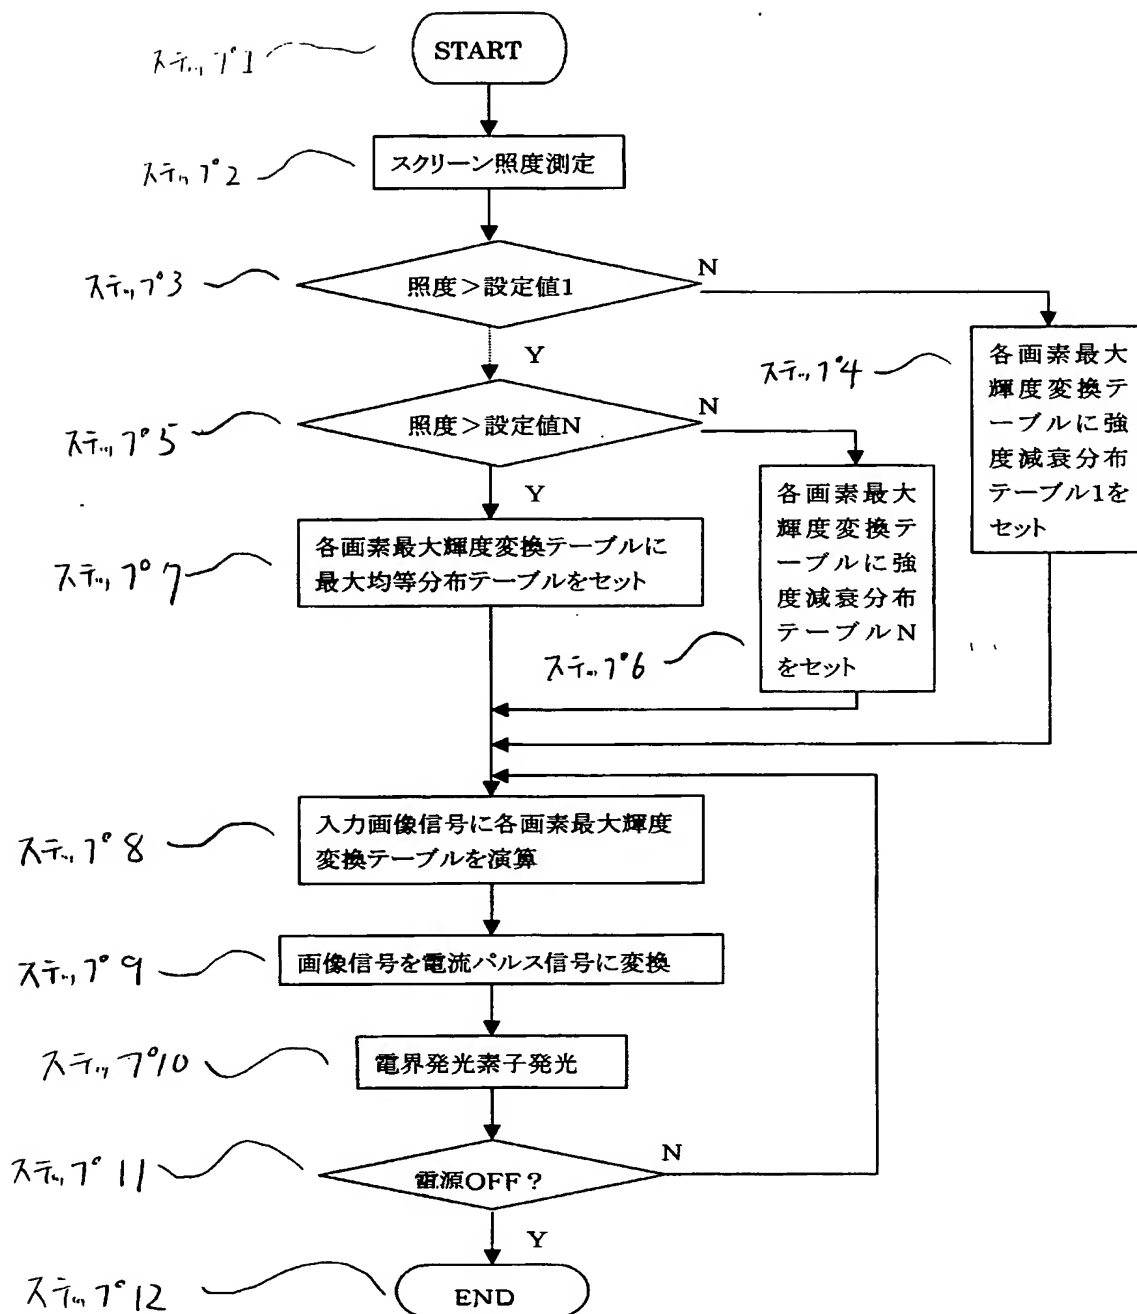 ステップ1
START
ステップ2
スクリーン照度測定
ステップ3
照度>設定値1
N
Y
ステップ4
各画素最大
輝度変換テ
ーブルに強
度減衰分布
テーブル1を
セット
ステップ5
照度>設定値N
N
Y
ステップ6
各画素最大
輝度変換テ
ーブルに強
度減衰分布
テーブルN
をセット
ステップ7
各画素最大輝度変換テーブルに
最大均等分布テーブルをセット
ステップ8
入力画像信号に各画素最大輝度
変換テーブルを演算
ステップ9
画像信号を電流パルス信号に変換
ステップ10
電界発光素子発光
ステップ11
電源OFF?
N
Y
ステップ12
END